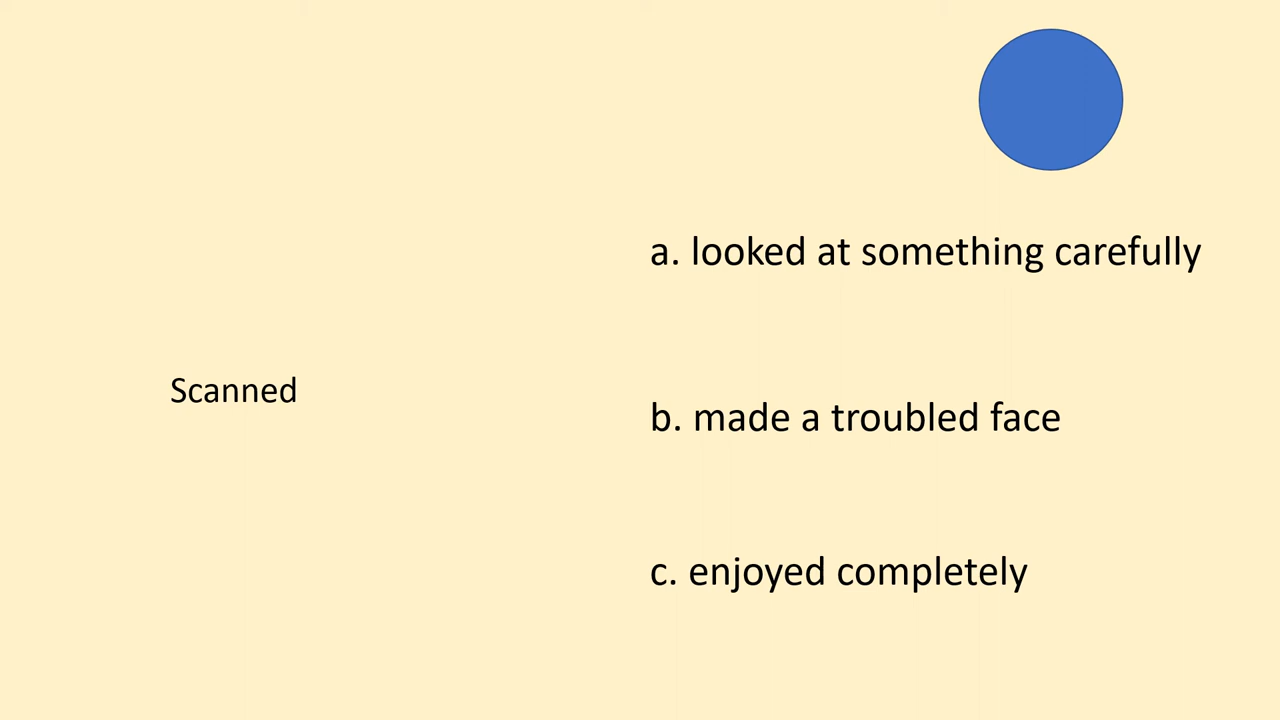 a. looked at something carefully
Scanned
b. made a troubled face
c. enjoyed completely